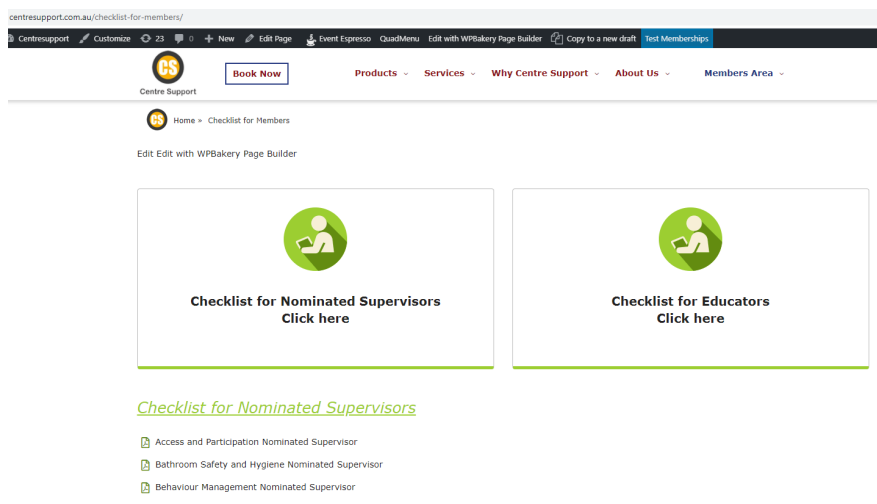 centresupport.com.au/checklist-for-members/
Centresupport Customize 23 0 + New Edit Page Event Espresso QuadMenu Edit with WPBakery Page Builder Copy to a new draft Test Memberships
CS
Centre Support
Book Now
Products Services Why Centre Support About Us Members Area
CS Home » Checklist for Members
Edit Edit with WPBakery Page Builder
Checklist for Nominated Supervisors
Click here
Checklist for Educators
Click here
Checklist for Nominated Supervisors
Access and Participation Nominated Supervisor
Bathroom Safety and Hygiene Nominated Supervisor
Behaviour Management Nominated Supervisor